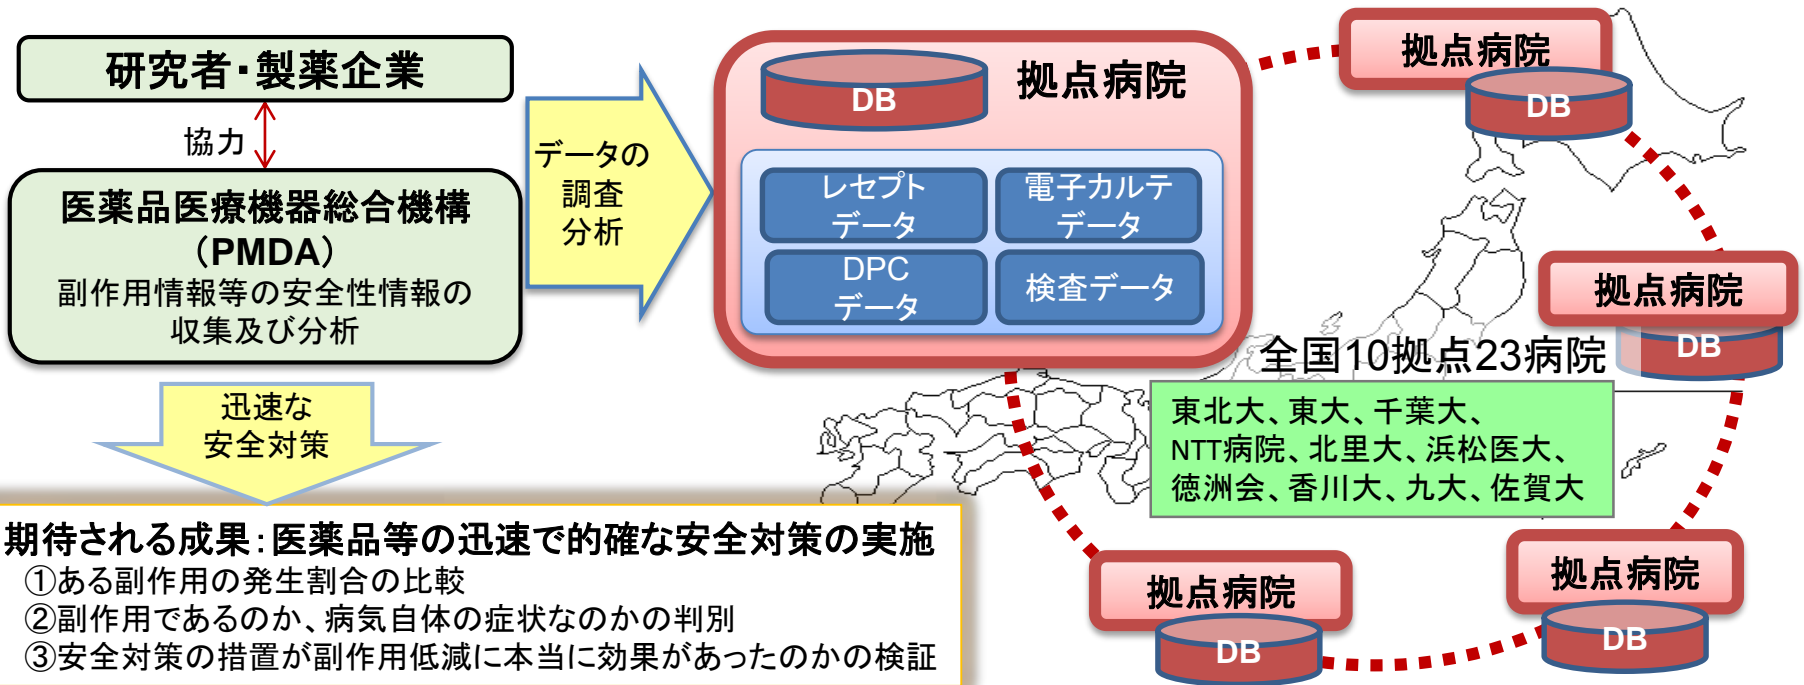 研究者・製薬企業
協力
医薬品医療機器総合機構
（PMDA）
副作用情報等の安全性情報の
収集及び分析
データの
調査
分析
迅速な
安全対策
期待される成果：医薬品等の迅速で的確な安全対策の実施
①ある副作用の発生割合の比較
②副作用であるのか、病気自体の症状なのかの判別
③安全対策の措置が副作用低減に本当に効果があったのかの検証
DB
拠点病院
レセプト
データ
電子カルテ
データ
DPC
データ
検査データ
拠点病院
DB
拠点病院
DB
全国10拠点23病院
東北大、東大、千葉大、
NTT病院、北里大、浜松医大、
徳洲会、香川大、九大、佐賀大
拠点病院
DB
拠点病院
DB